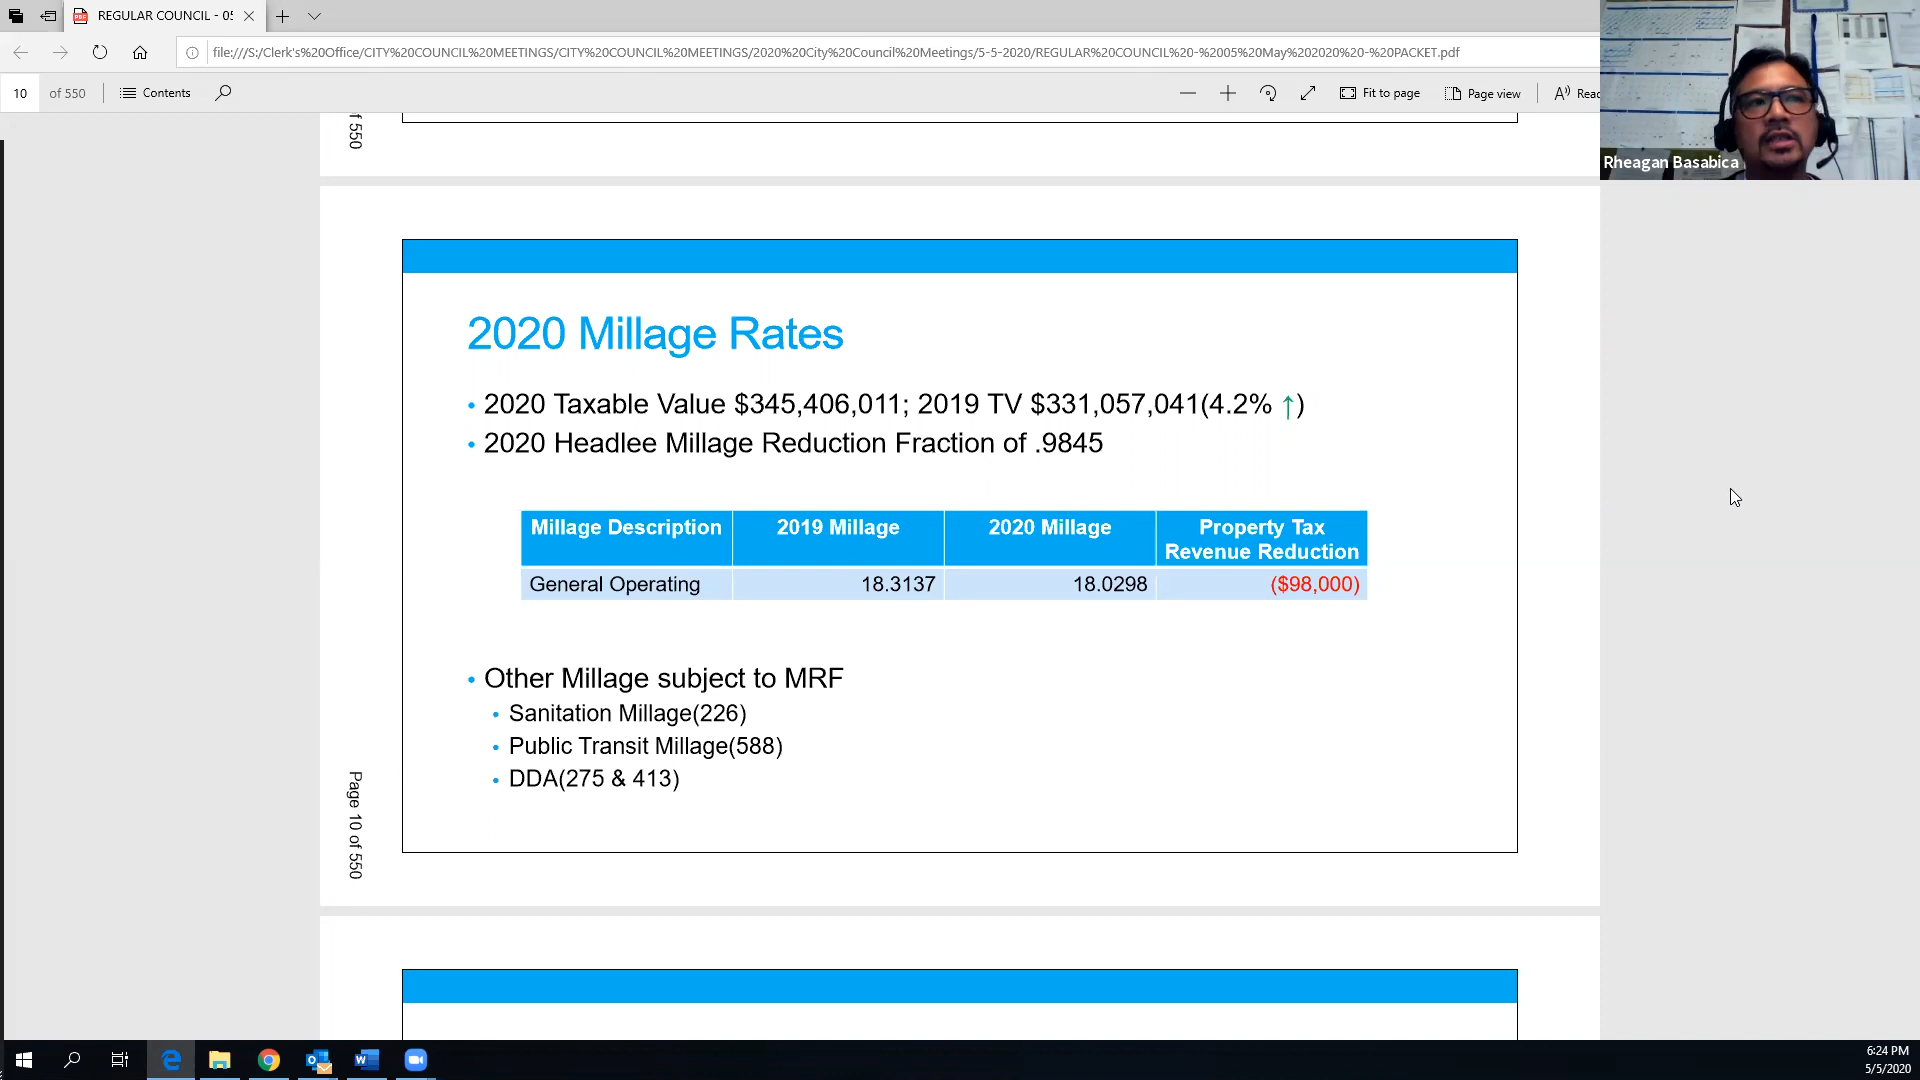 REGULAR COUNCIL - 05
file:///S:/Clerk's%20Office/CITY%20COUNCIL%20MEETINGS/CITY%20COUNCIL%20MEETINGS/2020%20City%20Council%20Meetings/5-5-2020/REGULAR%20COUNCIL%20-%2005%20May%202020%20-%20PACKET.pdf
10 of 550 Contents Fit to page Page view Read
Rheagan Basabica
f 550
2020 Millage Rates
• 2020 Taxable Value $345,406,011; 2019 TV $331,057,041(4.2% ↑)
• 2020 Headlee Millage Reduction Fraction of .9845
Millage Description 2019 Millage 2020 Millage Property Tax Revenue Reduction
General Operating 18.3137 18.0298 ($98,000)
• Other Millage subject to MRF
• Sanitation Millage(226)
• Public Transit Millage(588)
• DDA(275 & 413)
Page 10 of 550
6:24 PM
5/5/2020